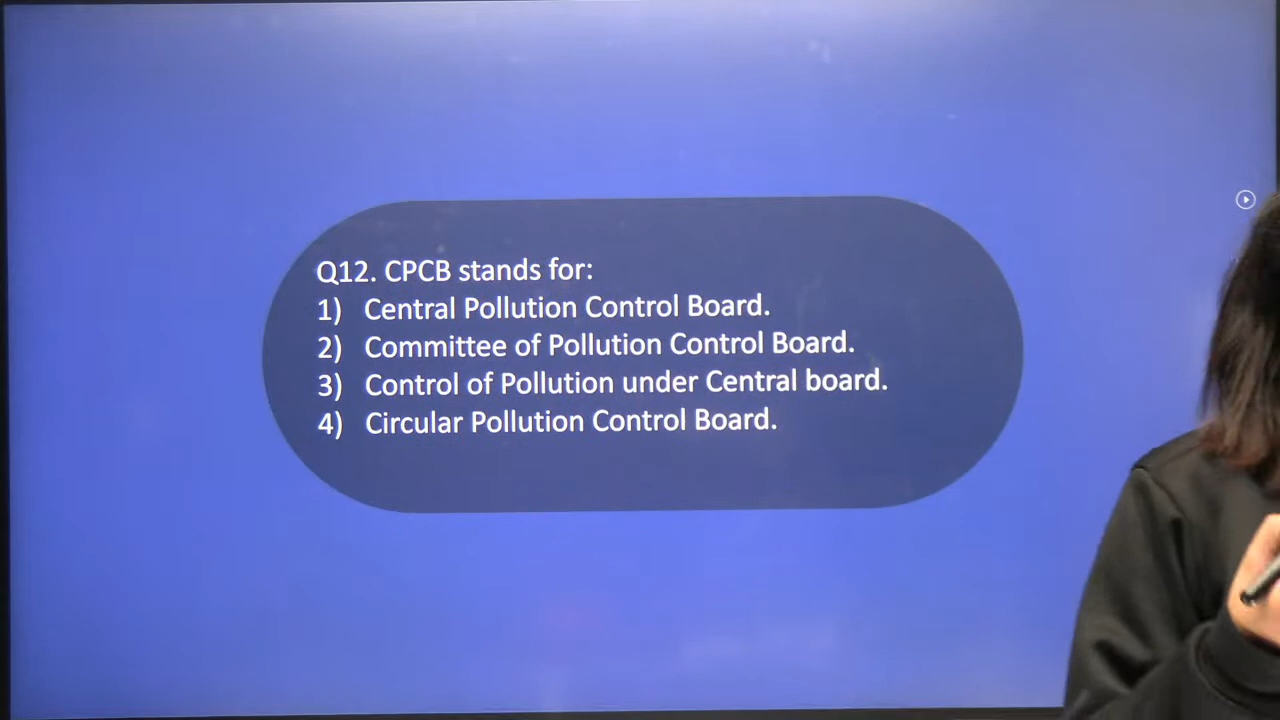 Q12. CPCB stands for:
1) Central Pollution Control Board.
2) Committee of Pollution Control Board.
3) Control of Pollution under Central board.
4) Circular Pollution Control Board.